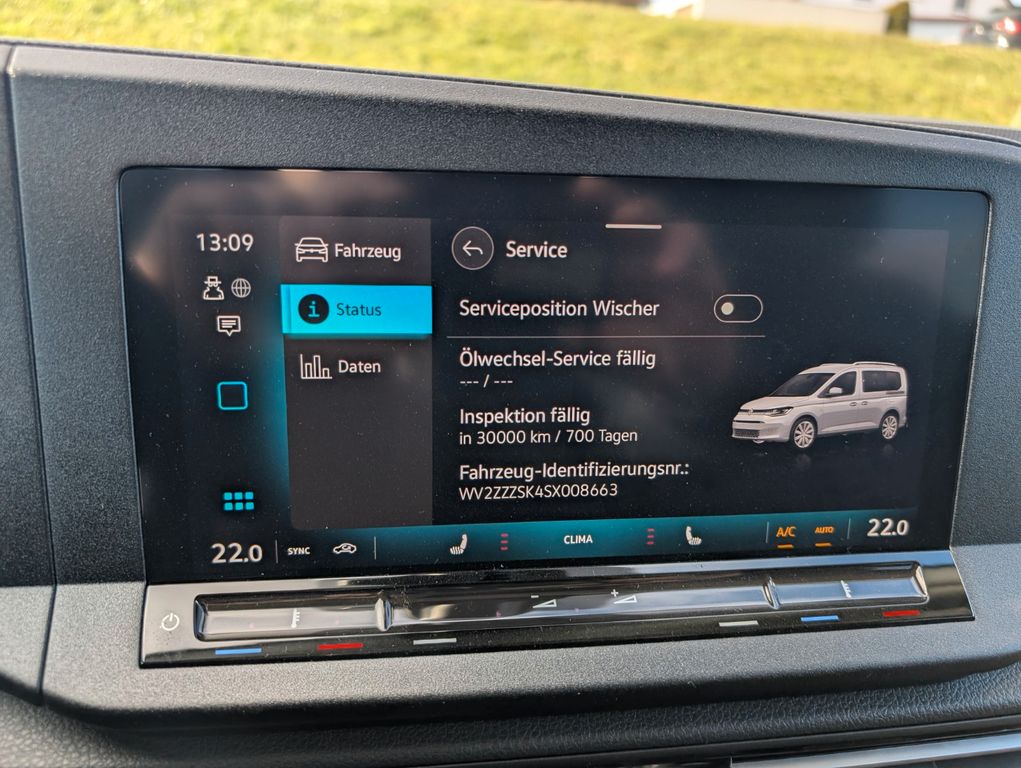 13:09
Fahrzeug
Status
Daten
Service
Serviceposition Wischer
Ölwechsel-Service fällig
--- / ---
Inspektion fällig
in 30000 km / 700 Tagen
Fahrzeug-Identifizierungsnr.:
WV2ZZZSK4SX008663
22.0
SYNC
CLIMA
A/C
AUTO
22.0
- +